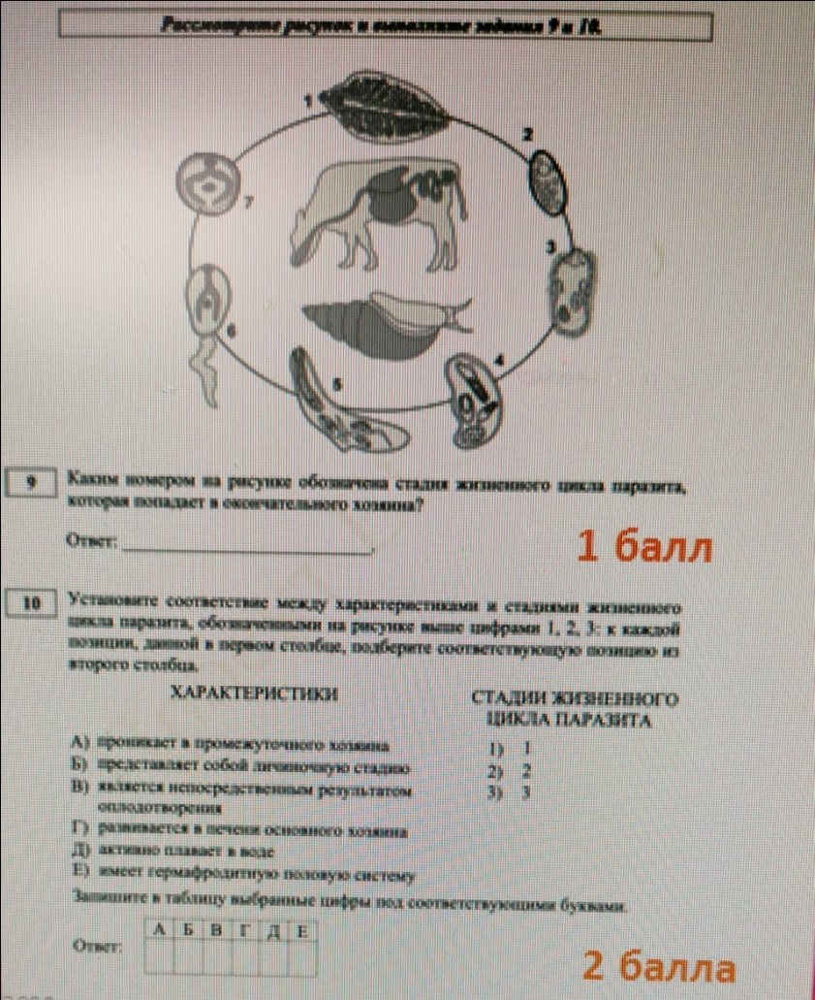 Рассмотрите рисунок и выполните задания 9 и 10.
1
2
7
3
6
4
5
9
Каким номером на рисунке обозначена стадия жизненного цикла паразита,
которая попадает в окончательного хозяина?
Ответ:
1 балл
10
Установите соответствие между характеристиками и стадиями жизненного
цикла паразита, обозначенными на рисунке выше цифрами 1, 2, 3: к каждой
позиции, данной в первом столбце, подберите соответствующую позицию из
второго столбца.
ХАРАКТЕРИСТИКИ
СТАДИИ ЖИЗНЕННОГО
ЦИКЛА ПАРАЗИТА
А) проникает в промежуточного хозяина
Б) представляет собой личиночную стадию
В) является непосредственным результатом
оплодотворения
Г) развивается в печени основного хозяина
Д) активно плавает в воде
Е) имеет гермафродитную половую систему
1) 1
2) 2
3) 3
Запишите в таблицу выбранные цифры под соответствующими буквами.
Ответ:
А Б В Г Д Е
2 балла